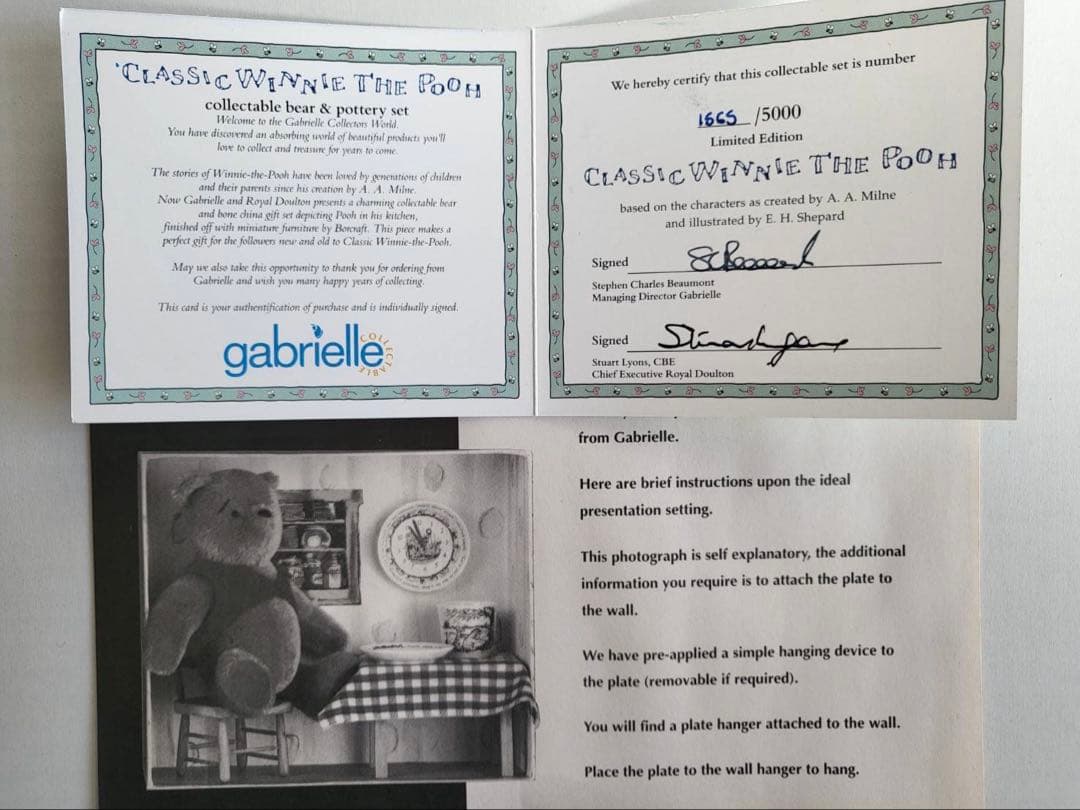 CLASSIC WINNIE THE POOH
collectable bear & pottery set
Welcome to the Gabrielle Collectors World.
You have discovered an absorbing world of beautiful products you'll
love to collect and treasure for years to come.
The stories of Winnie-the-Pooh have been loved by generations of children
and their parents since his creation by A. A. Milne.
Now Gabrielle and Royal Doulton presents a charming collectable bear
and bone china gift set depicting Pooh in his kitchen,
finished off with miniature furniture by Borcraft. This piece makes a
perfect gift for the followers new and old to Classic Winnie-the-Pooh.
May we also take this opportunity to thank you for ordering from
Gabrielle and wish you many happy years of collecting.
This card is your authentification of purchase and is individually signed.
gabrielle
COLLECTABLE
We hereby certify that this collectable set is number
1665 /5000
Limited Edition
CLASSIC WINNIE THE POOH
based on the characters as created by A. A. Milne
and illustrated by E. H. Shepard
Signed
Stephen Charles Beaumont
Managing Director Gabrielle
Signed
Stuart Lyons, CBE
Chief Executive Royal Doulton
from Gabrielle.
Here are brief instructions upon the ideal
presentation setting.
This photograph is self explanatory, the additional
information you require is to attach the plate to
the wall.
We have pre-applied a simple hanging device to
the plate (removable if required).
You will find a plate hanger attached to the wall.
Place the plate to the wall hanger to hang.